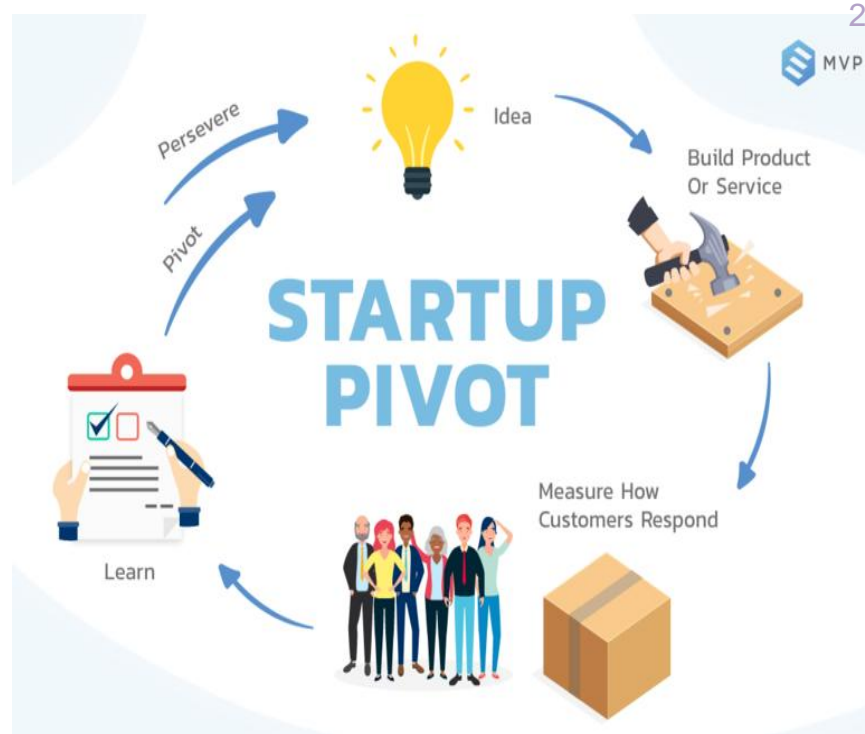 2
MVP
Persevere
Idea
Build Product
Or Service
Pivot
STARTUP
PIVOT
Measure How
Customers Respond
Learn